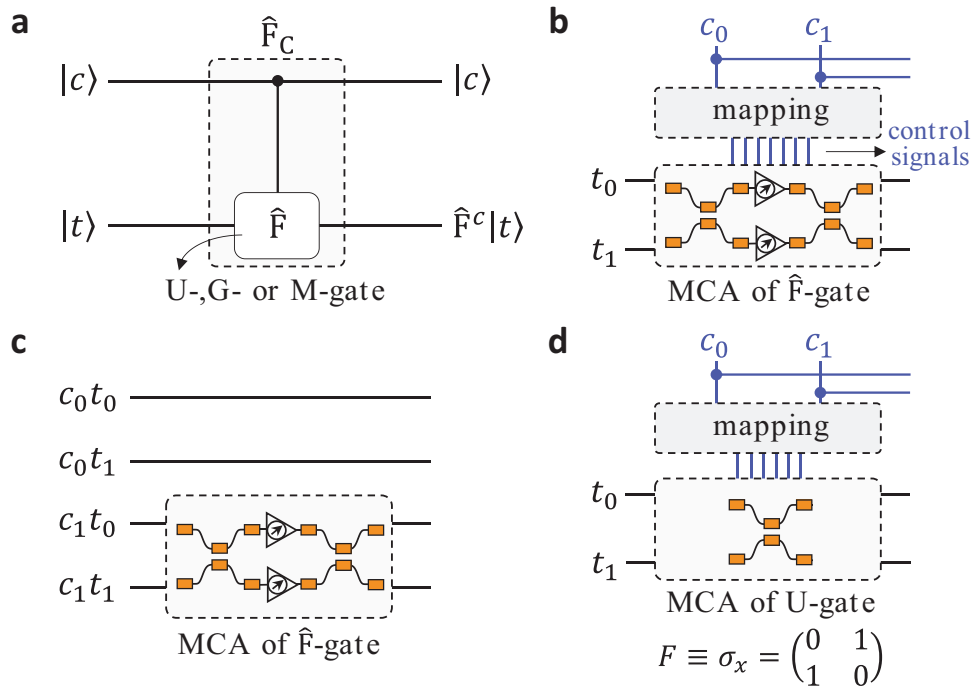 a
F̂_C
|c⟩ |c⟩
|t⟩ F̂ F̂ᶜ|t⟩
U-,G- or M-gate
b
c₀ c₁
mapping
control
signals
t₀
t₁
MCA of F̂-gate
c
c₀t₀
c₀t₁
c₁t₀
c₁t₁
MCA of F̂-gate
d
c₀ c₁
mapping
t₀
t₁
MCA of U-gate
F ≡ σₓ = (0 1
1 0)